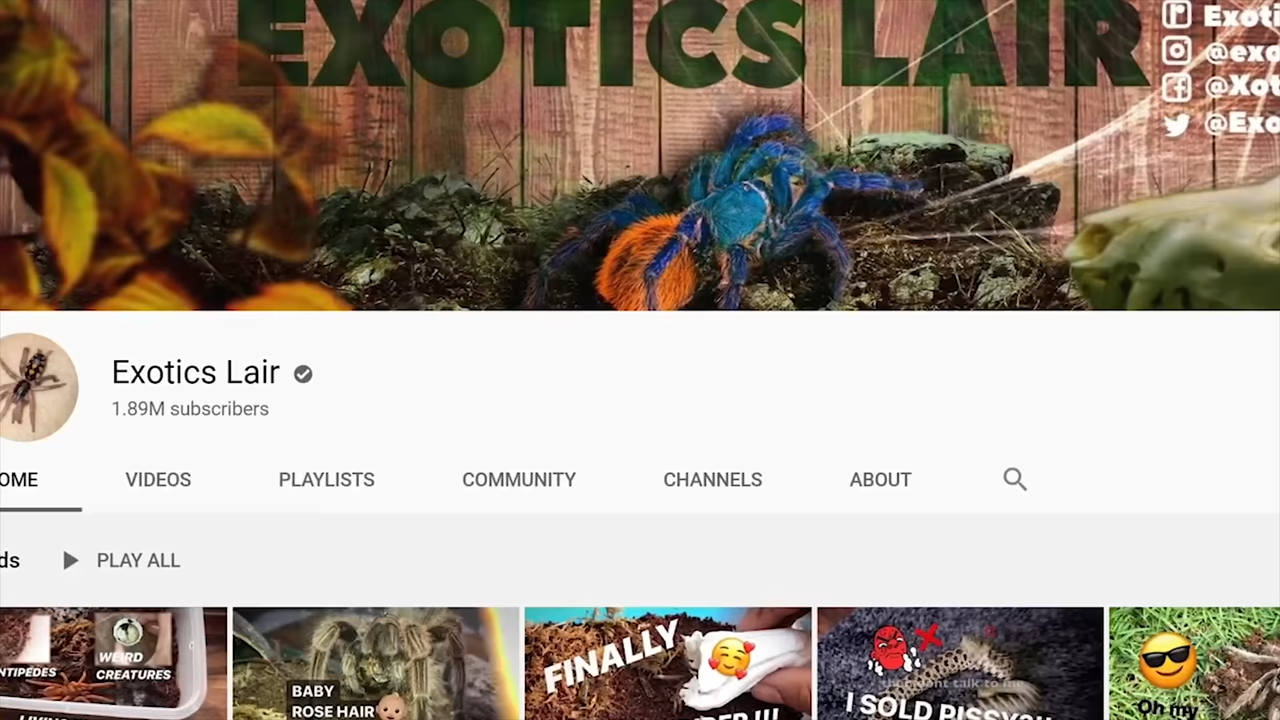 EXOTICS LAIR
Exoti
@exo
@Xot
@Exo
Exotics Lair
1.89M subscribers
OME
VIDEOS
PLAYLISTS
COMMUNITY
CHANNELS
ABOUT
ds
PLAY ALL
NTIPEDES
WEIRD
CREATURES
BABY
ROSE HAIR
FINALLY
I SOLD PISSY
Oh my